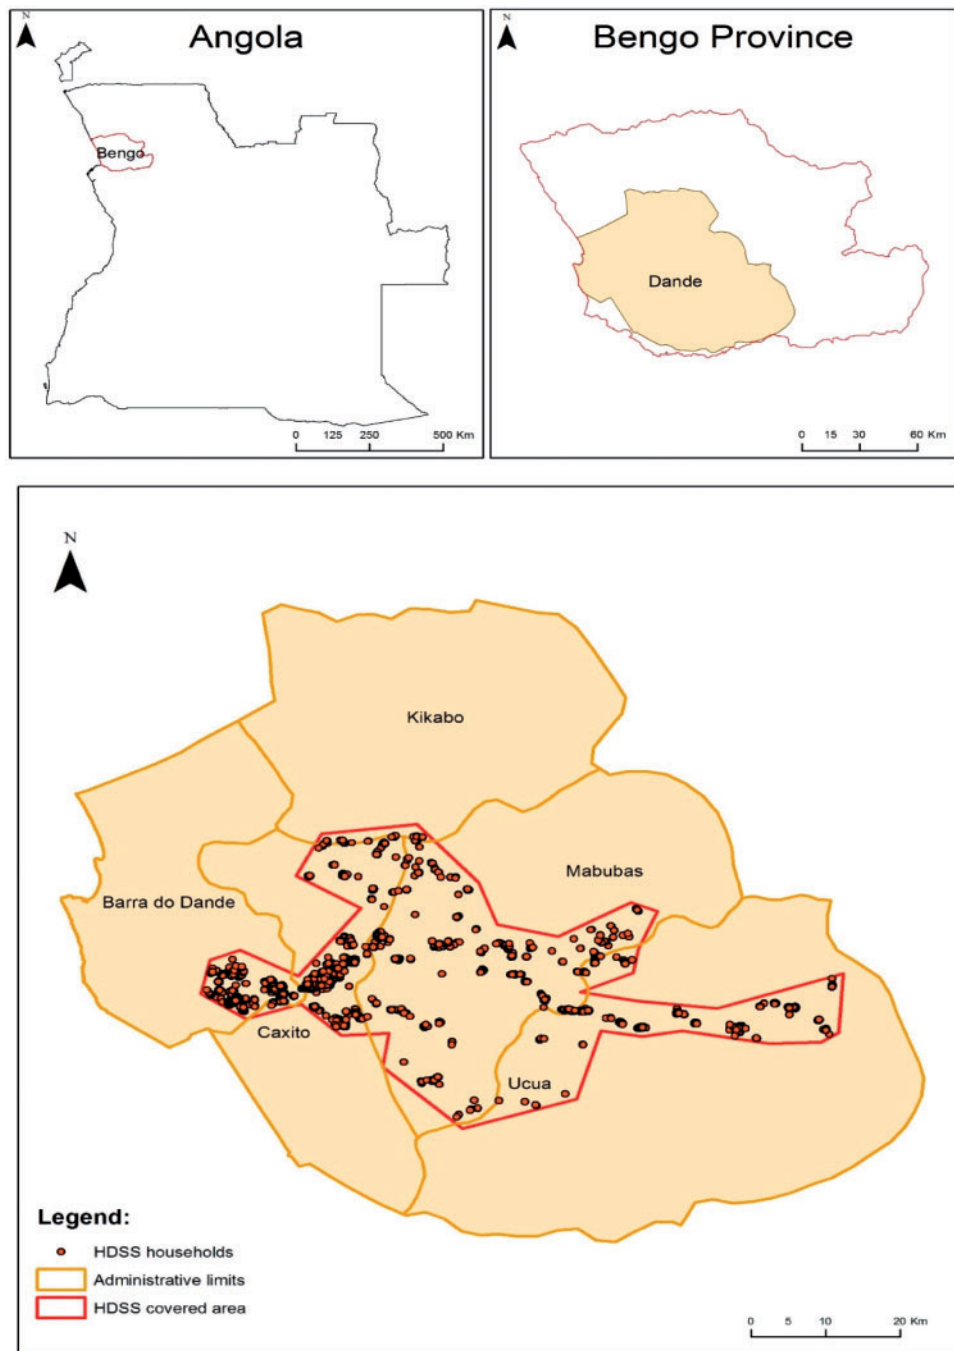 N
Angola
Bengo
0 125 250 500 Km
N
Bengo Province
Dande
0 15 30 60 Km
N
Kikabo
Mabubas
Barra do Dande
Caxito
Ucua
Legend:
HDSS households
Administrative limits
HDSS covered area
0 5 10 20 Km